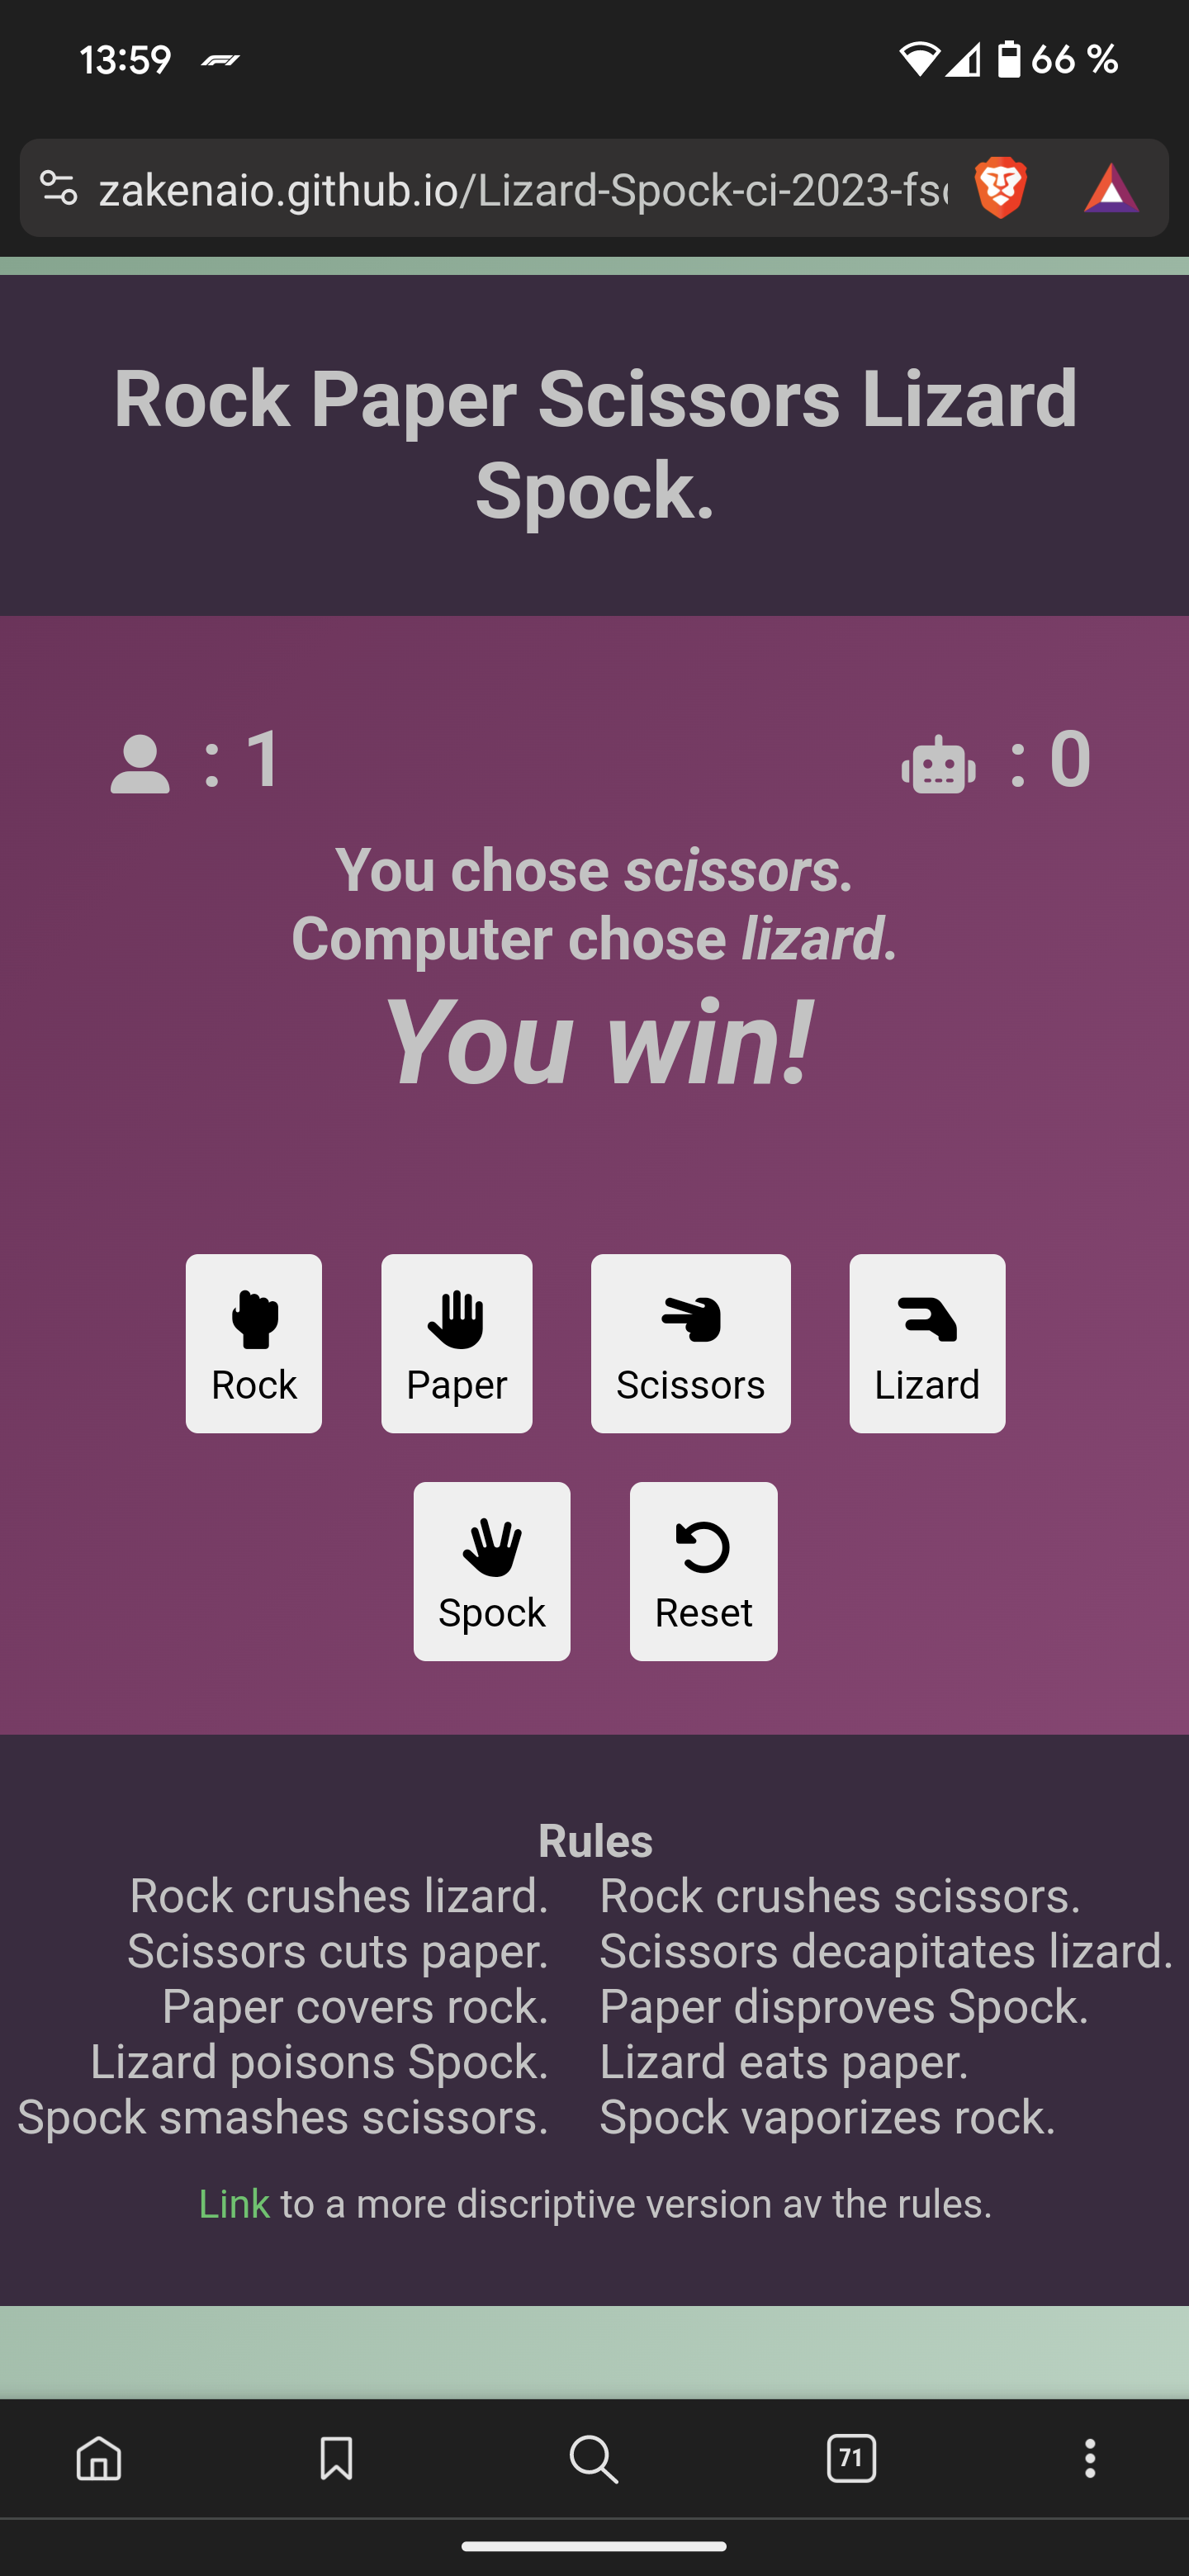 13:59
66 %
zakenaio.github.io/Lizard-Spock-ci-2023-fs
Rock Paper Scissors Lizard
Spock.
: 1
: 0
You chose scissors.
Computer chose lizard.
You win!
Rock
Paper
Scissors
Lizard
Spock
Reset
Rules
Rock crushes lizard. Rock crushes scissors.
Scissors cuts paper. Scissors decapitates lizard.
Paper covers rock. Paper disproves Spock.
Lizard poisons Spock. Lizard eats paper.
Spock smashes scissors. Spock vaporizes rock.
Link to a more discriptive version av the rules.
71